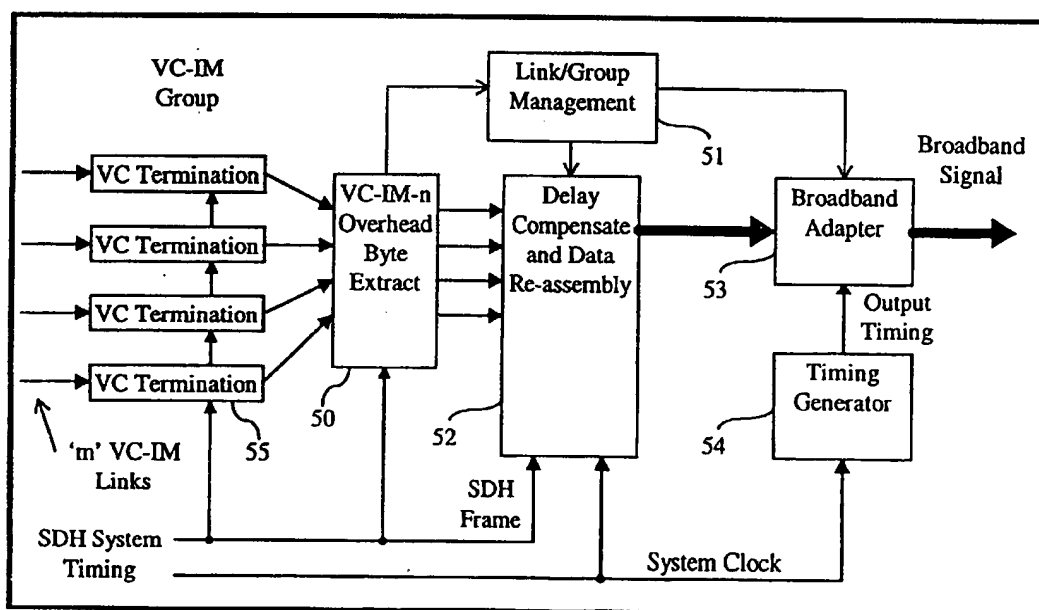 VC-IM
Group
Link/Group
Management
51
Broadband
Signal
VC Termination
VC Termination
VC Termination
VC Termination
55
VC-IM-n
Overhead
Byte
Extract
50
Delay
Compensate
and Data
Re-assembly
52
Broadband
Adapter
53
Output
Timing
Timing
Generator
54
'm' VC-IM
Links
SDH
Frame
SDH System
Timing
System Clock